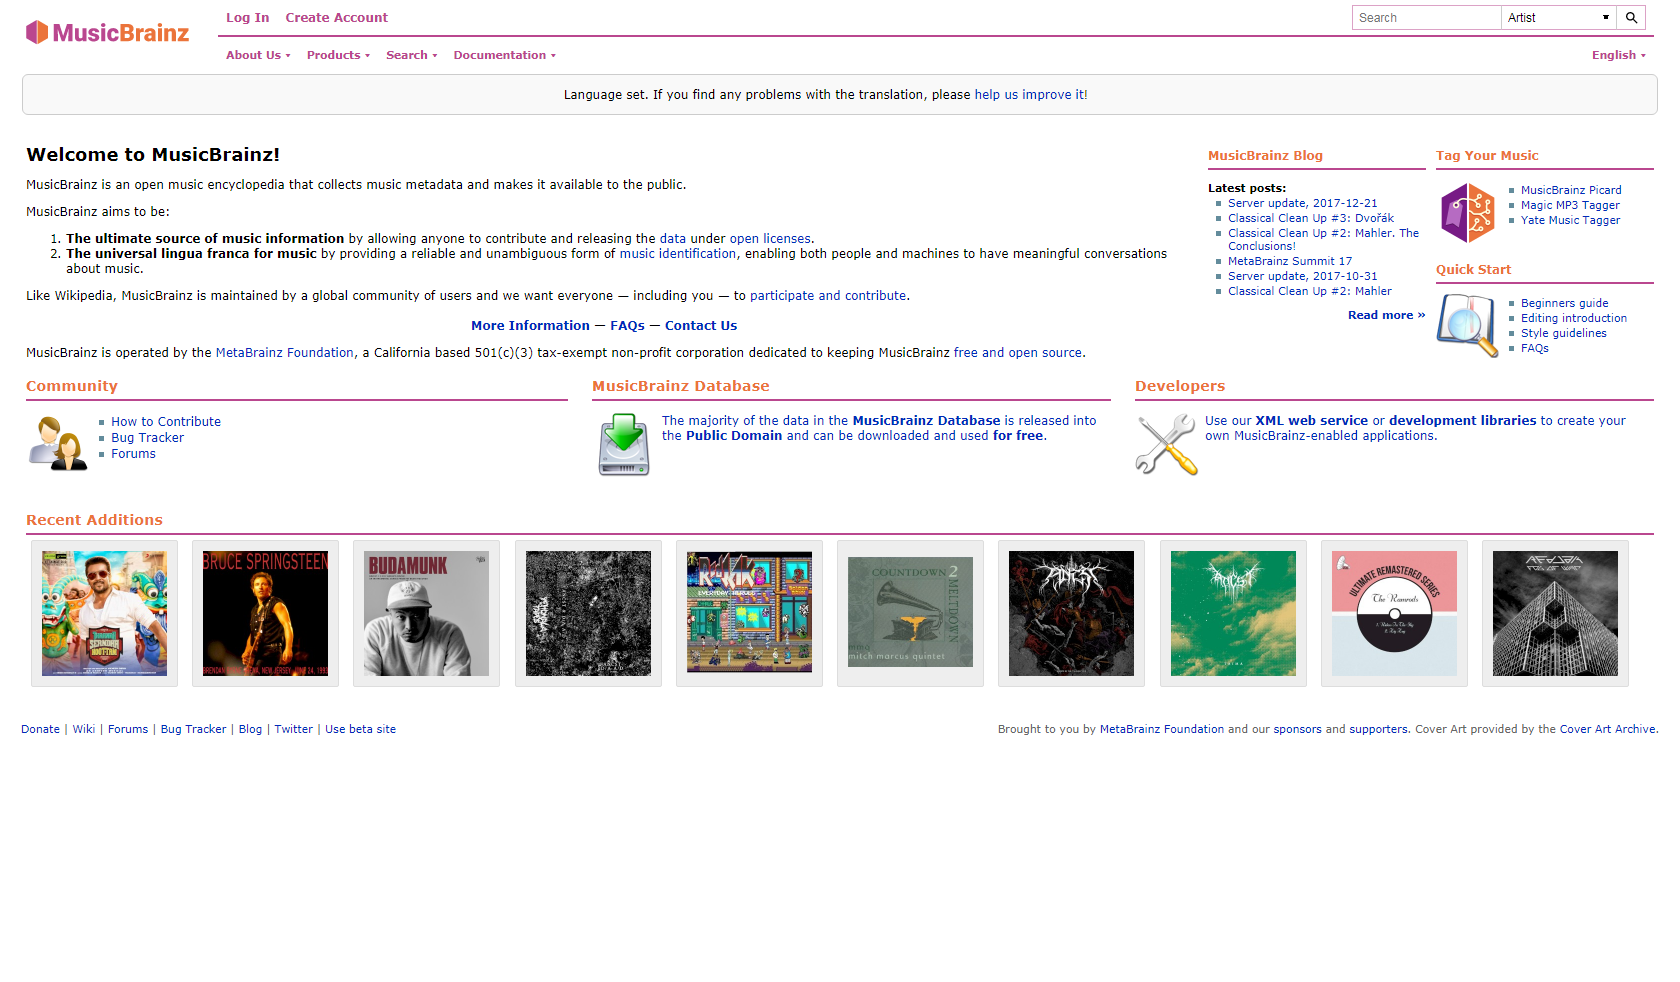 MusicBrainz
Log In Create Account
Search Artist
About Us Products Search Documentation
English
Language set. If you find any problems with the translation, please help us improve it!
Welcome to MusicBrainz!
MusicBrainz is an open music encyclopedia that collects music metadata and makes it available to the public.
MusicBrainz aims to be:
1. The ultimate source of music information by allowing anyone to contribute and releasing the data under open licenses.
2. The universal lingua franca for music by providing a reliable and unambiguous form of music identification, enabling both people and machines to have meaningful conversations
about music.
Like Wikipedia, MusicBrainz is maintained by a global community of users and we want everyone — including you — to participate and contribute.
More Information — FAQs — Contact Us
MusicBrainz is operated by the MetaBrainz Foundation, a California based 501(c)(3) tax-exempt non-profit corporation dedicated to keeping MusicBrainz free and open source.
MusicBrainz Blog
Latest posts:
Server update, 2017-12-21
Classical Clean Up #3: Dvořák
Classical Clean Up #2: Mahler. The
Conclusions!
MetaBrainz Summit 17
Server update, 2017-10-31
Classical Clean Up #2: Mahler
Read more »
Tag Your Music
MusicBrainz Picard
Magic MP3 Tagger
Yate Music Tagger
Quick Start
Beginners guide
Editing introduction
Style guidelines
FAQs
Community
How to Contribute
Bug Tracker
Forums
MusicBrainz Database
The majority of the data in the MusicBrainz Database is released into
the Public Domain and can be downloaded and used for free.
Developers
Use our XML web service or development libraries to create your
own MusicBrainz-enabled applications.
Recent Additions
BRUCE SPRINGSTEEN
BUDAMUNK
EVERYDAY HEROES
COUNTDOWN 2
MELTDOWN
mitch marcus quintet
ULTIMATE REMASTERED SERIES
The Ramrods
Donate | Wiki | Forums | Bug Tracker | Blog | Twitter | Use beta site
Brought to you by MetaBrainz Foundation and our sponsors and supporters. Cover Art provided by the Cover Art Archive.